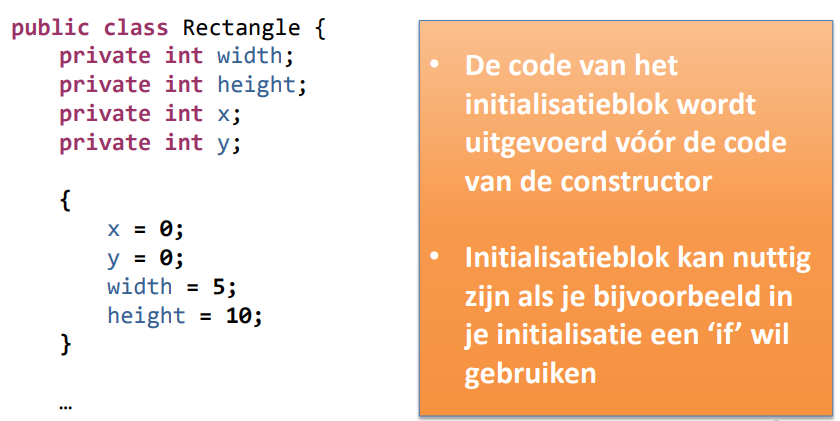 public class Rectangle {
private int width;
private int height;
private int x;
private int y;
{
x = 0;
y = 0;
width = 5;
height = 10;
}
…
• De code van het
initialisatieblok wordt
uitgevoerd vóór de code
van de constructor
• Initialisatieblok kan nuttig
zijn als je bijvoorbeeld in
je initialisatie een ‘if’ wil
gebruiken